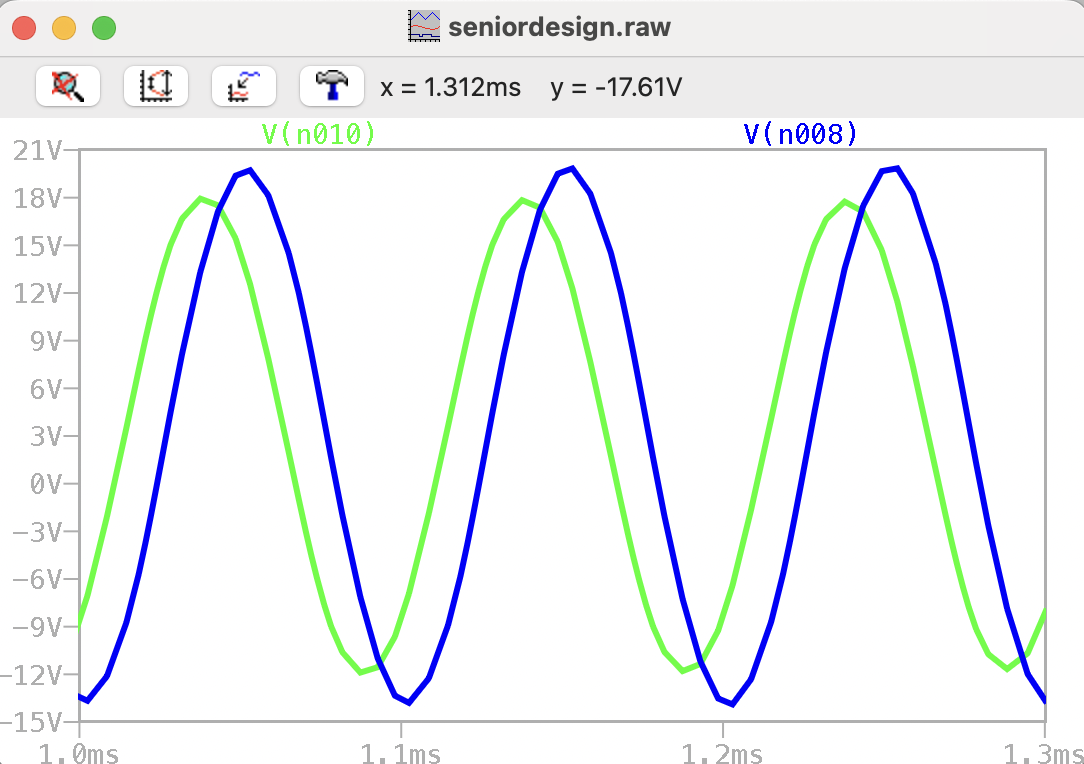 seniordesign.raw
x = 1.312ms y = -17.61V
V(n010) V(n008)
21V
18V
15V
12V
9V
6V
3V
0V
-3V
-6V
-9V
-12V
-15V
1.0ms 1.1ms 1.2ms 1.3ms